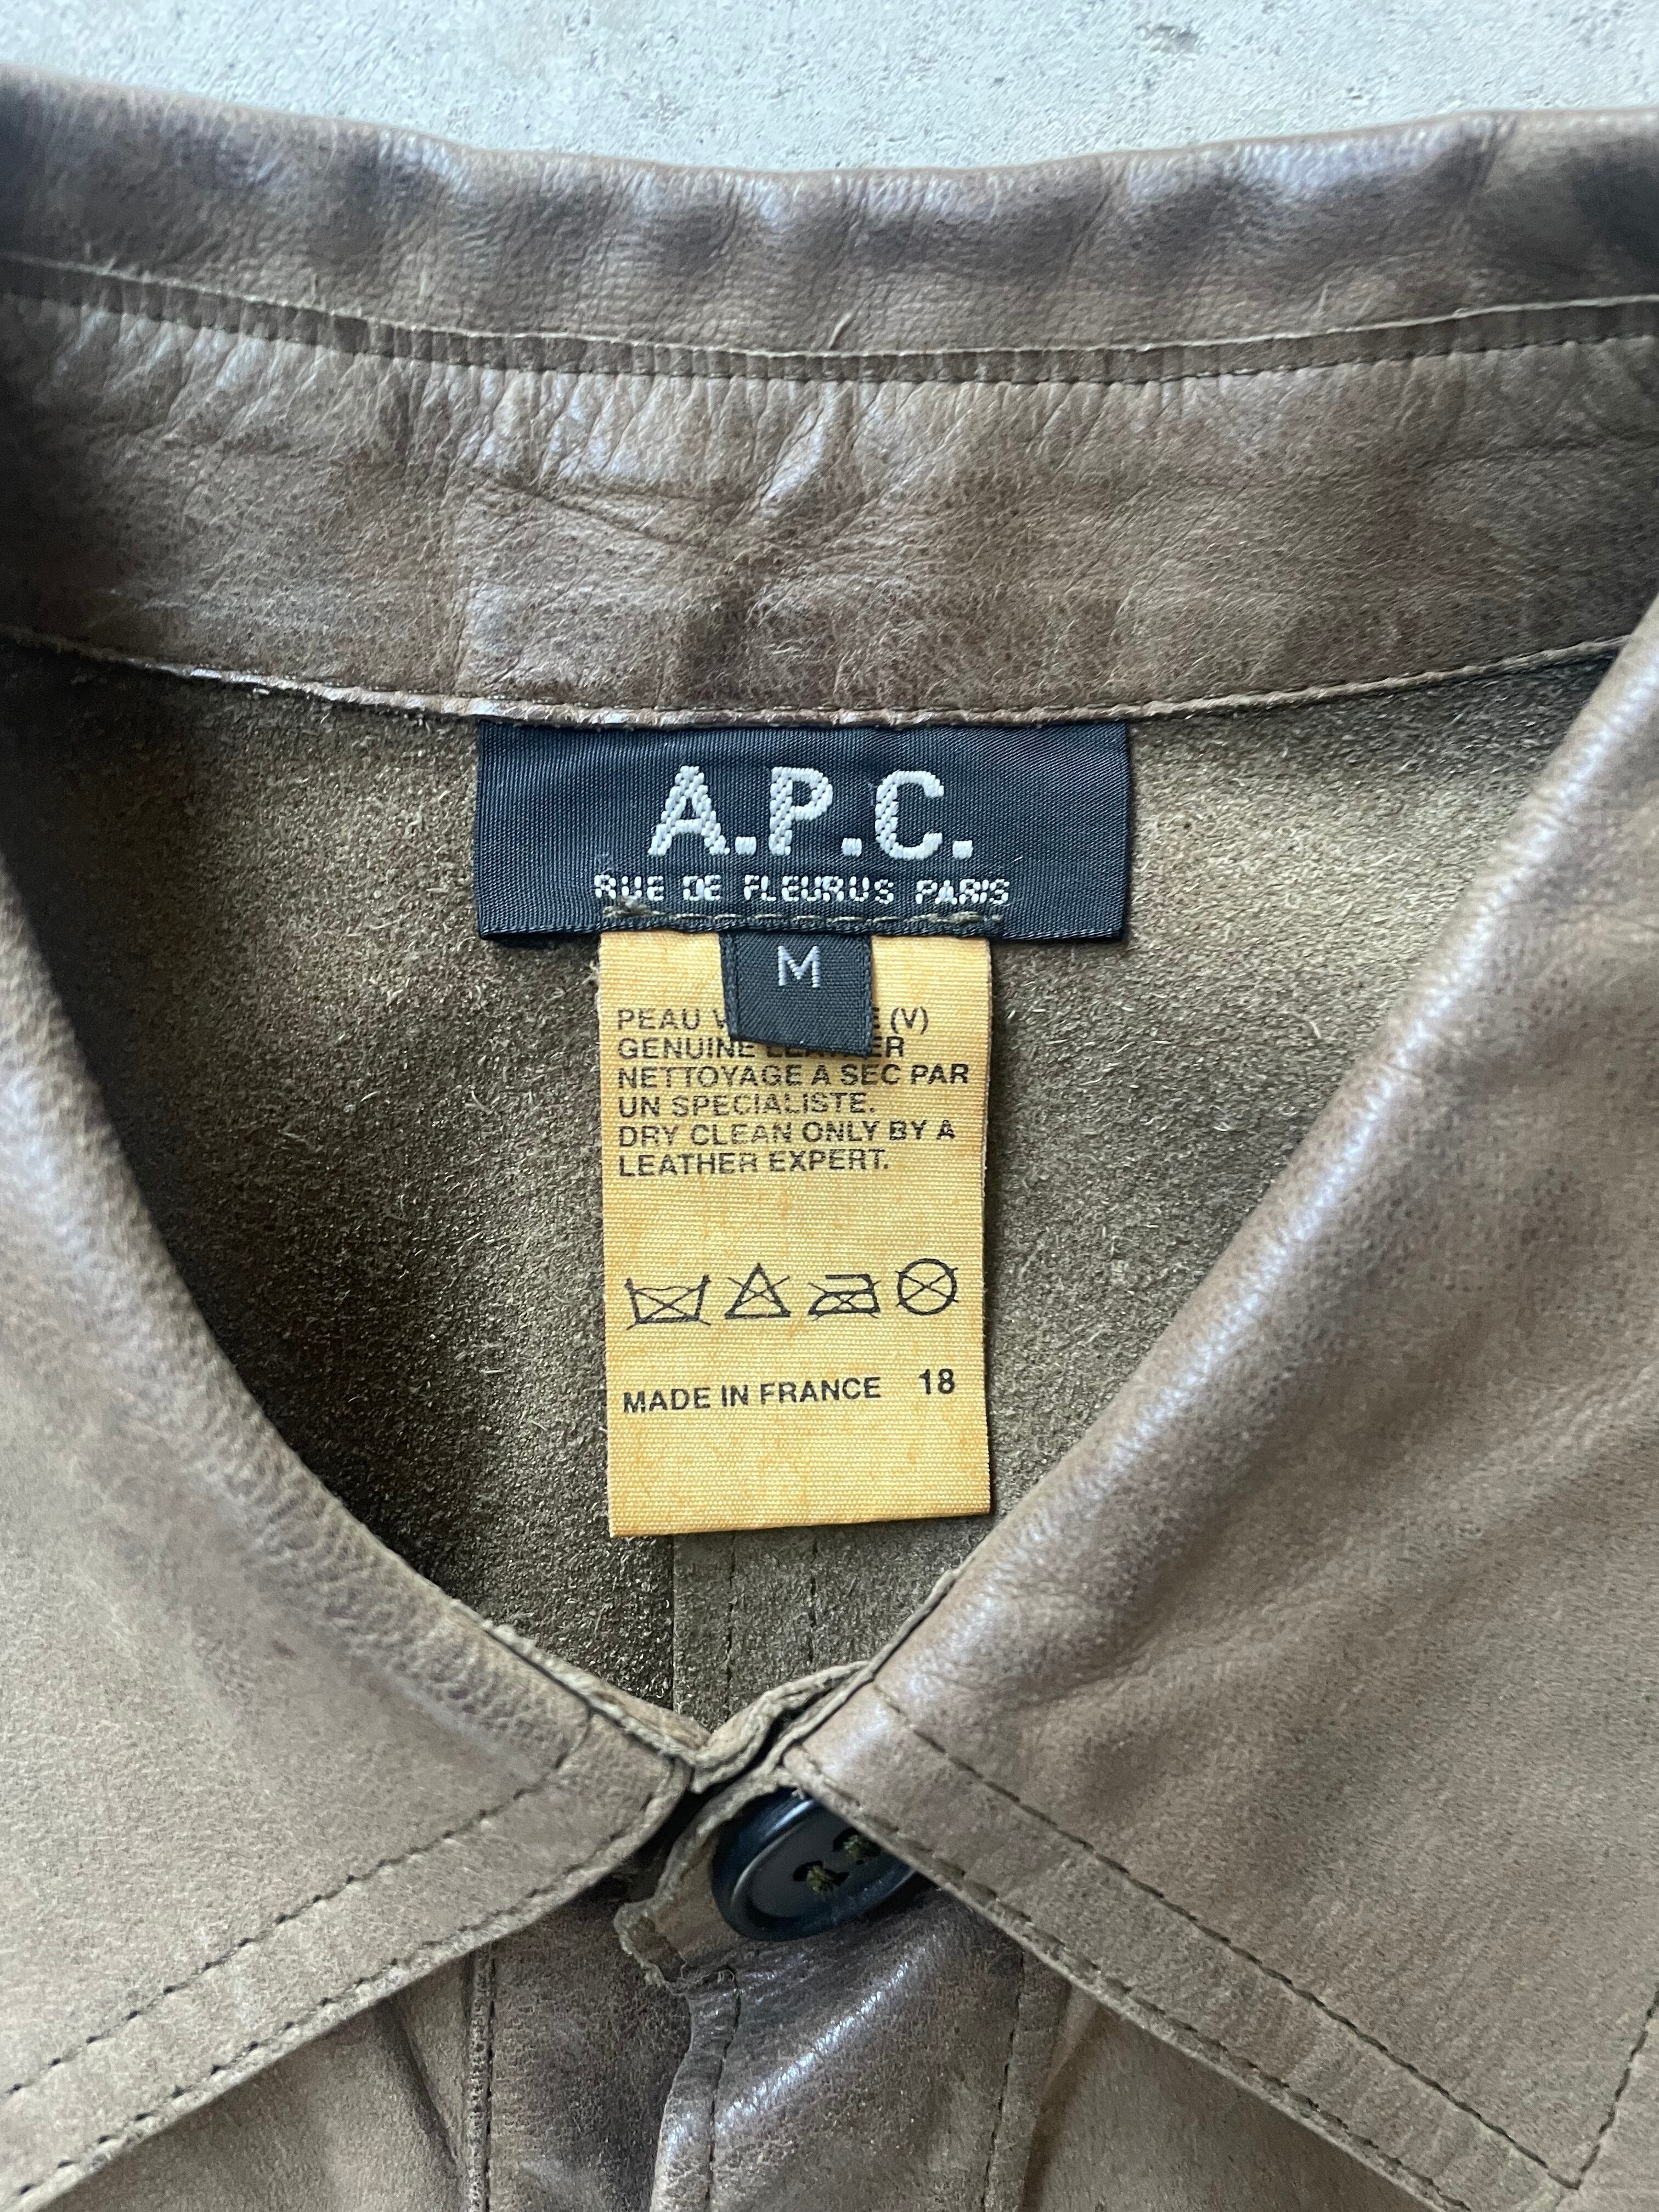 A.P.C.
RUE DE FLEURUS PARIS
M
PEAU (V)
GENUINE LEATHER
NETTOYAGE A SEC PAR
UN SPECIALISTE.
DRY CLEAN ONLY BY A
LEATHER EXPERT.
MADE IN FRANCE 18